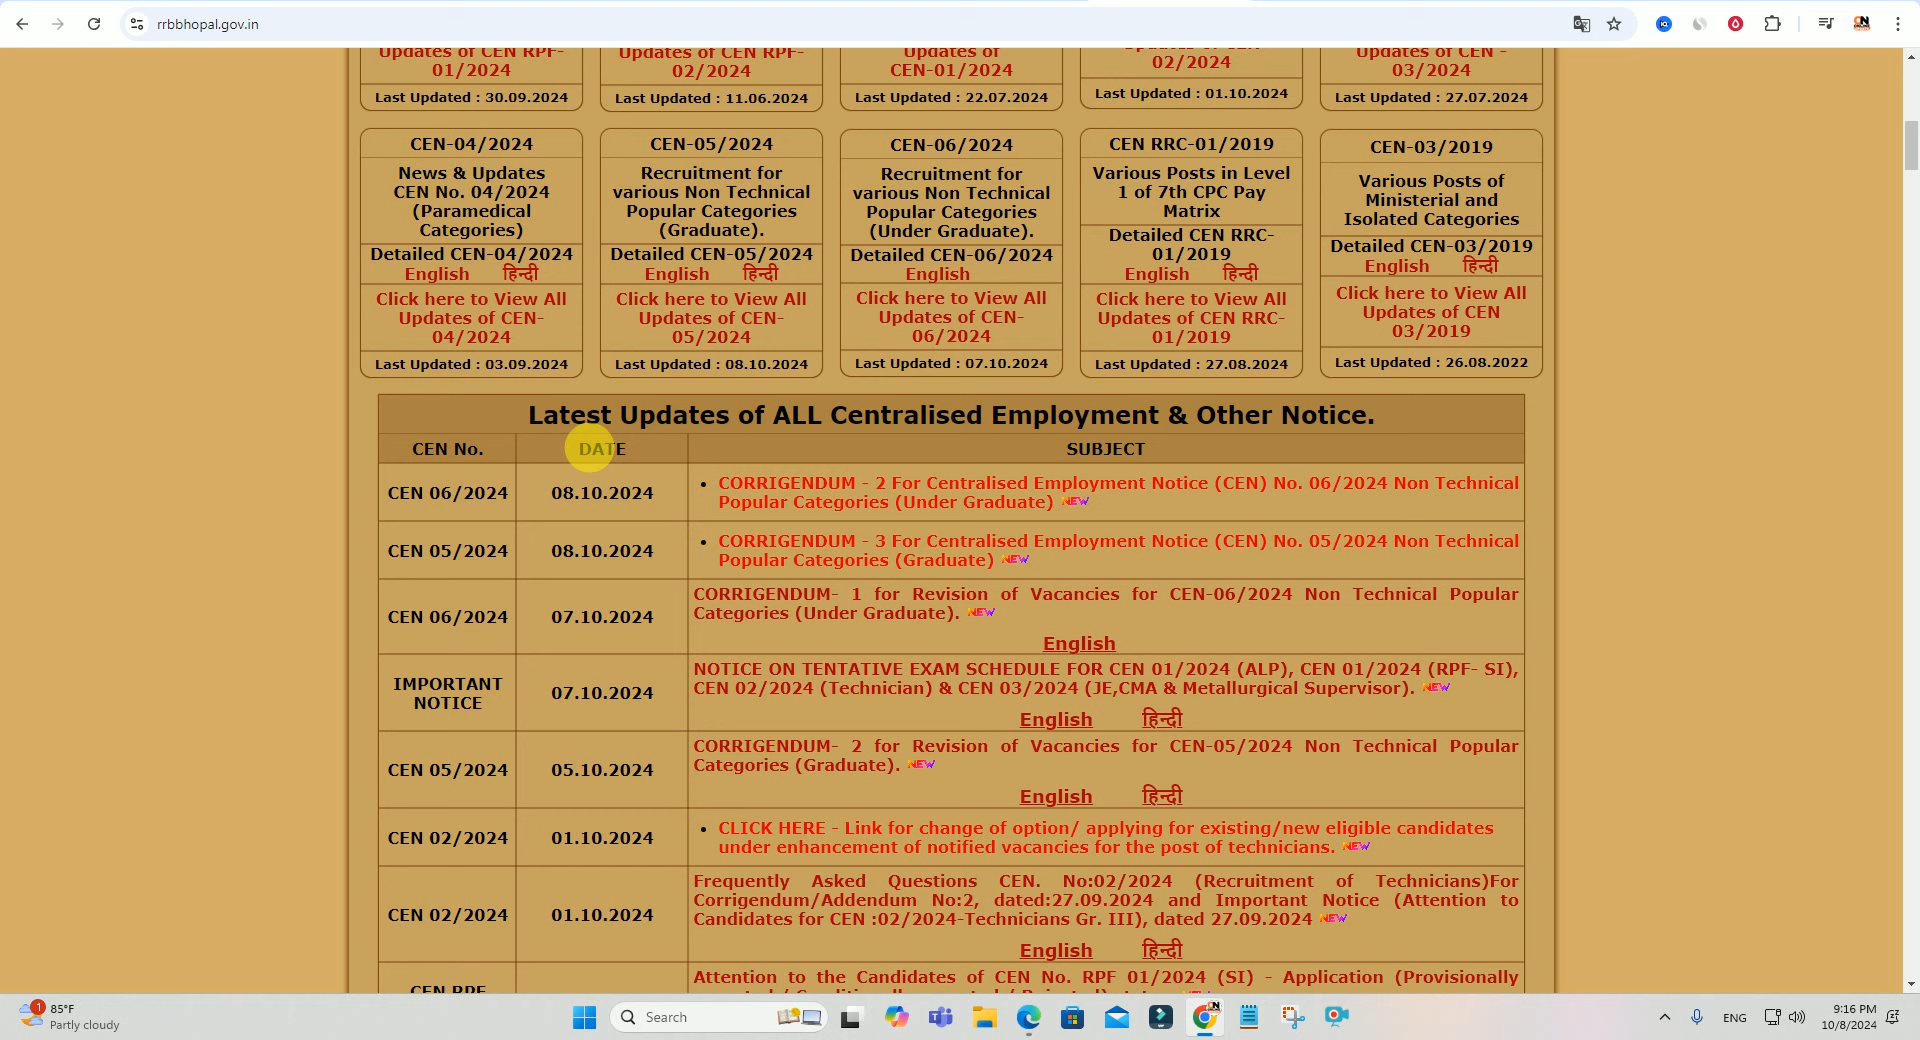 rrbbhopal.gov.in
Updates of CEN RPF-
01/2024
Last Updated : 30.09.2024
Updates of CEN RPF-
02/2024
Last Updated : 11.06.2024
Updates of
CEN-01/2024
Last Updated : 22.07.2024
02/2024
Last Updated : 01.10.2024
Updates of CEN -
03/2024
Last Updated : 27.07.2024
CEN-04/2024
News & Updates
CEN No. 04/2024
(Paramedical
Categories)
Detailed CEN-04/2024
English हिन्दी
Click here to View All
Updates of CEN-
04/2024
Last Updated : 03.09.2024
CEN-05/2024
Recruitment for
various Non Technical
Popular Categories
(Graduate).
Detailed CEN-05/2024
English हिन्दी
Click here to View All
Updates of CEN-
05/2024
Last Updated : 08.10.2024
CEN-06/2024
Recruitment for
various Non Technical
Popular Categories
(Under Graduate).
Detailed CEN-06/2024
English
Click here to View All
Updates of CEN-
06/2024
Last Updated : 07.10.2024
CEN RRC-01/2019
Various Posts in Level
1 of 7th CPC Pay
Matrix
Detailed CEN RRC-
01/2019
English हिन्दी
Click here to View All
Updates of CEN RRC-
01/2019
Last Updated : 27.08.2024
CEN-03/2019
Various Posts of
Ministerial and
Isolated Categories
Detailed CEN-03/2019
English हिन्दी
Click here to View All
Updates of CEN
03/2019
Last Updated : 26.08.2022
Latest Updates of ALL Centralised Employment & Other Notice.
CEN No. DATE SUBJECT
CEN 06/2024 08.10.2024
• CORRIGENDUM - 2 For Centralised Employment Notice (CEN) No. 06/2024 Non Technical
Popular Categories (Under Graduate) NEW
CEN 05/2024 08.10.2024
• CORRIGENDUM - 3 For Centralised Employment Notice (CEN) No. 05/2024 Non Technical
Popular Categories (Graduate) NEW
CEN 06/2024 07.10.2024
CORRIGENDUM- 1 for Revision of Vacancies for CEN-06/2024 Non Technical Popular
Categories (Under Graduate). NEW
English
IMPORTANT
NOTICE
07.10.2024
NOTICE ON TENTATIVE EXAM SCHEDULE FOR CEN 01/2024 (ALP), CEN 01/2024 (RPF- SI),
CEN 02/2024 (Technician) & CEN 03/2024 (JE,CMA & Metallurgical Supervisor). NEW
English हिन्दी
CEN 05/2024 05.10.2024
CORRIGENDUM- 2 for Revision of Vacancies for CEN-05/2024 Non Technical Popular
Categories (Graduate). NEW
English हिन्दी
CEN 02/2024 01.10.2024
• CLICK HERE - Link for change of option/ applying for existing/new eligible candidates
under enhancement of notified vacancies for the post of technicians. NEW
CEN 02/2024 01.10.2024
Frequently Asked Questions CEN. No:02/2024 (Recruitment of Technicians)For
Corrigendum/Addendum No:2, dated:27.09.2024 and Important Notice (Attention to
Candidates for CEN :02/2024-Technicians Gr. III), dated 27.09.2024 NEW
English हिन्दी
CEN RPF
Attention to the Candidates of CEN No. RPF 01/2024 (SI) - Application (Provisionally
1
85°F
Partly cloudy
Search
ENG
9:16 PM
10/8/2024